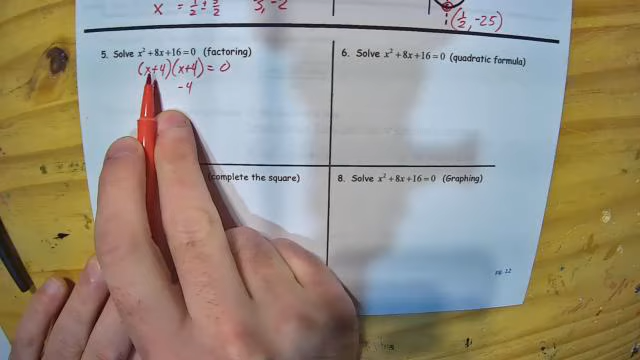 x = 1/2 ± 5/2 3, -2
(1/2, -25)
5. Solve x² + 8x + 16 = 0 (factoring)
(x+4)(x+4) = 0
-4
6. Solve x² + 8x + 16 = 0 (quadratic formula)
(complete the square)
8. Solve x² + 8x + 16 = 0 (Graphing)